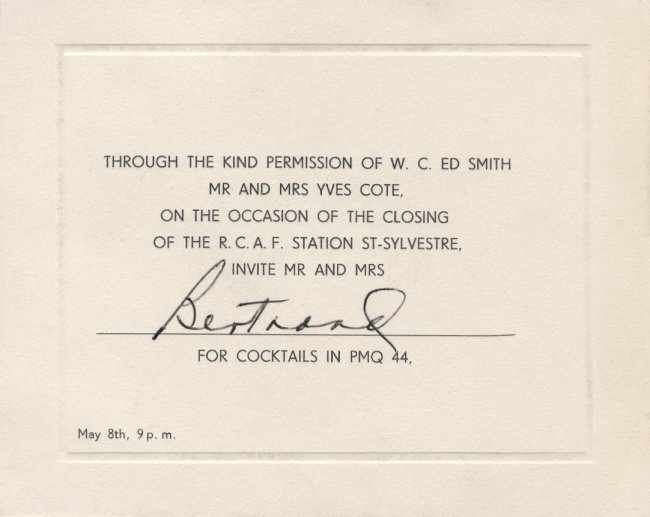 THROUGH THE KIND PERMISSION OF W. C. ED SMITH
MR AND MRS YVES COTE,
ON THE OCCASION OF THE CLOSING
OF THE R.C.A.F. STATION ST-SYLVESTRE,
INVITE MR AND MRS
Bertrand
FOR COCKTAILS IN PMQ 44,
May 8th, 9 p. m.